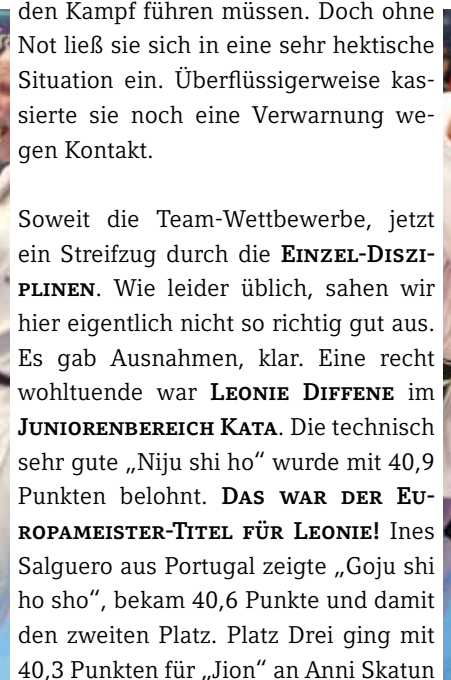 den Kampf führen müssen. Doch ohne
Not ließ sie sich in eine sehr hektische
Situation ein. Überflüssigerweise kas-
sierte sie noch eine Verwarnung we-
gen Kontakt.
Soweit die Team-Wettbewerbe, jetzt
ein Streifzug durch die EINZEL-DISZI-
PLINEN. Wie leider üblich, sahen wir
hier eigentlich nicht so richtig gut aus.
Es gab Ausnahmen, klar. Eine recht
wohltuende war LEONIE DIFFENE im
JUNIORENBEREICH KATA. Die technisch
sehr gute „Niju shi ho“ wurde mit 40,9
Punkten belohnt. DAS WAR DER EU-
ROPAMEISTER-TITEL FÜR LEONIE! Ines
Salguero aus Portugal zeigte „Goju shi
ho sho“, bekam 40,6 Punkte und damit
den zweiten Platz. Platz Drei ging mit
40,3 Punkten für „Jion“ an Anni Skatun